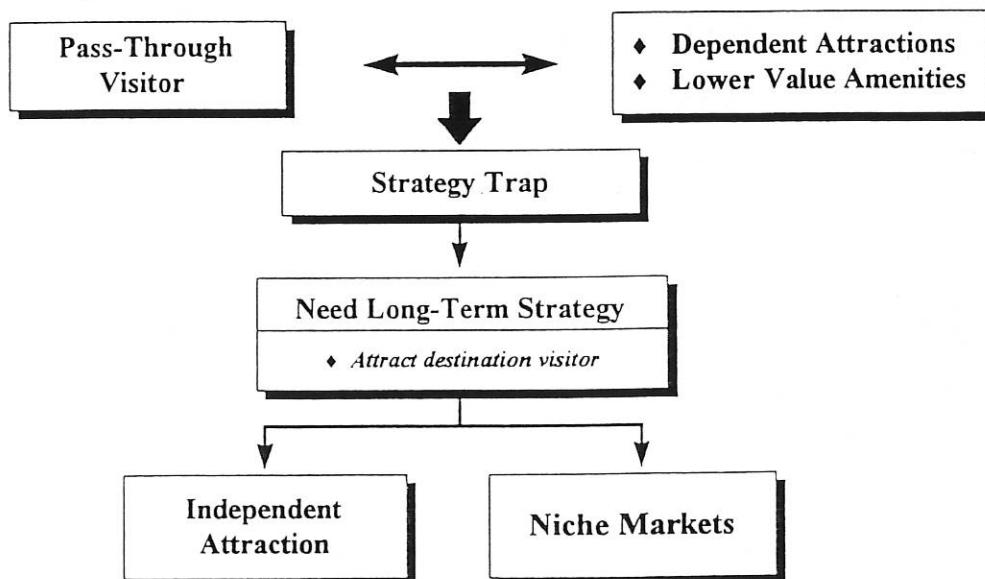 Pass-Through
Visitor
♦ Dependent Attractions
♦ Lower Value Amenities
Strategy Trap
Need Long-Term Strategy
♦ Attract destination visitor
Independent
Attraction
Niche Markets